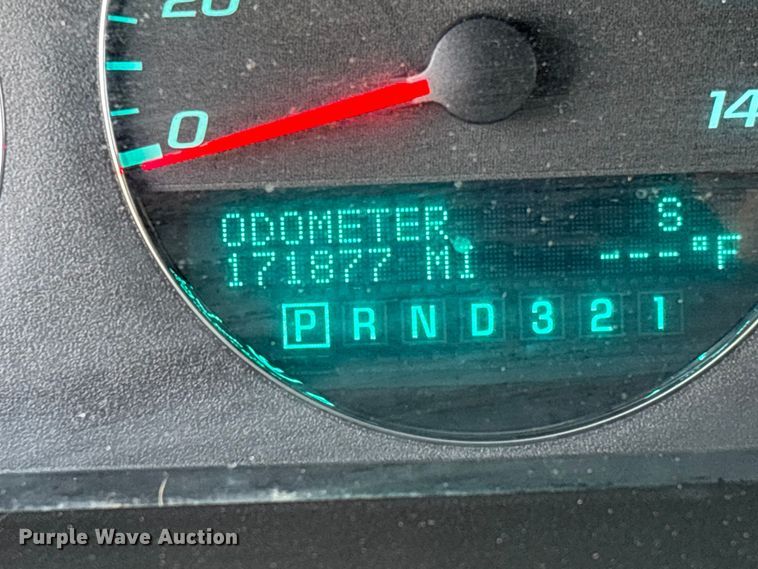 20
0
14
ODOMETER S
171877 MI ---°F
P R N D 3 2 1
Purple Wave Auction